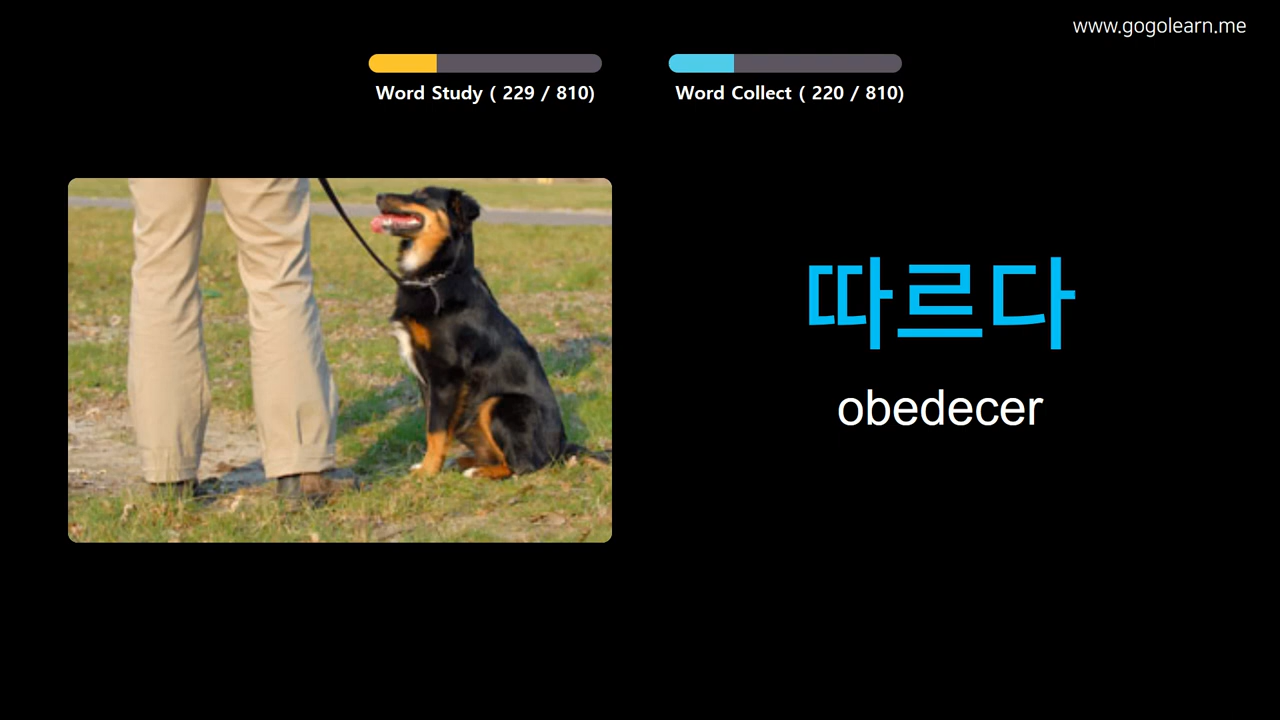 www.gogolearn.me
Word Study ( 229 / 810)
Word Collect ( 220 / 810)
따르다
obedecer